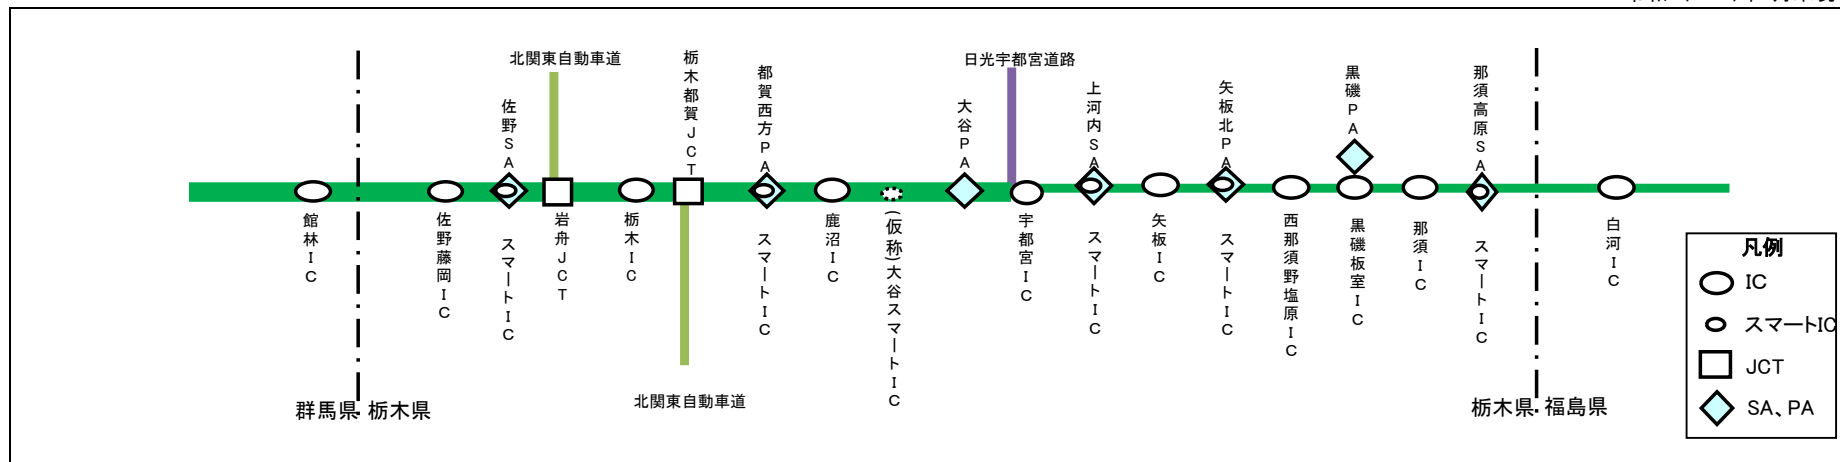 北関東自動車道
日光宇都宮道路
佐野SA
栃木都賀JCT
都賀西方PA
大谷PA
上河内SA
矢板北PA
黒磯PA
那須高原SA
館林IC
佐野藤岡IC
スマートIC
岩舟JCT
栃木IC
スマートIC
鹿沼IC
(仮称)大谷スマートIC
宇都宮IC
スマートIC
矢板IC
スマートIC
西那須野塩原IC
黒磯板室IC
那須IC
スマートIC
白河IC
北関東自動車道
群馬県
栃木県
栃木県
福島県
凡例
IC
スマートIC
JCT
SA、PA